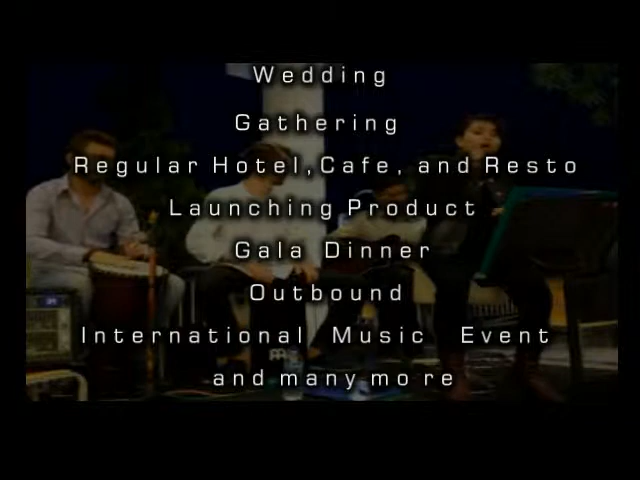 Wedding
Gathering
Regular Hotel, Cafe, and Resto
Launching Product
Gala Dinner
Outbound
International Music Event
and many more